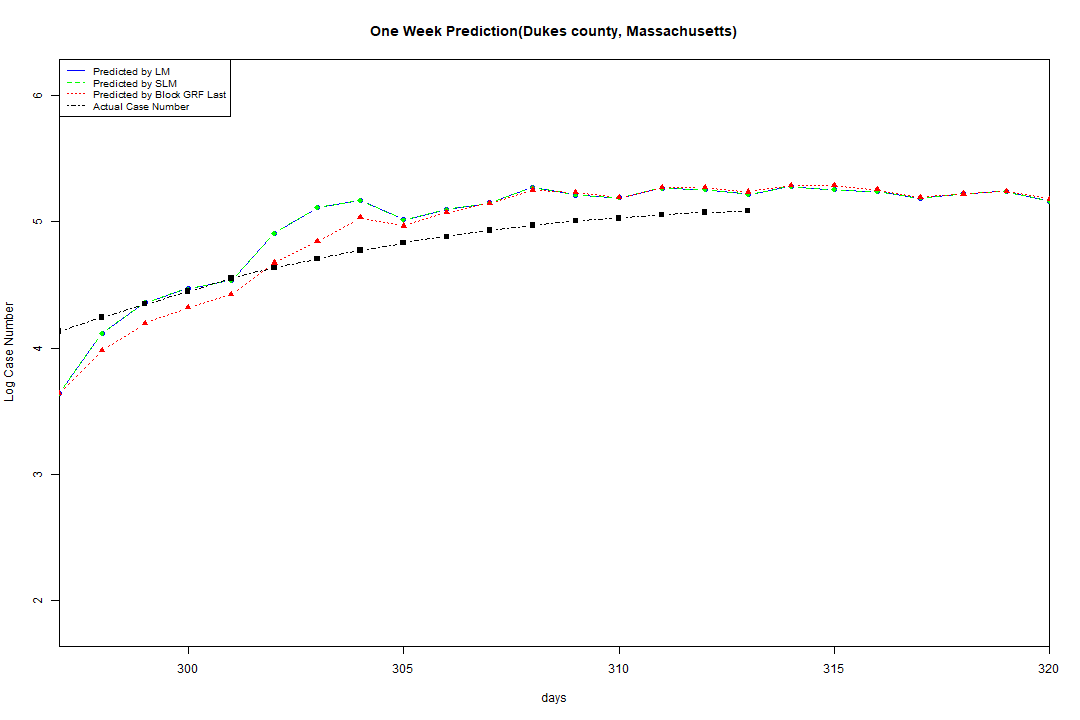 One Week Prediction(Dukes county, Massachusetts)
Predicted by LM
Predicted by SLM
Predicted by Block GRF Last
Actual Case Number
6
5
4
3
2
Log Case Number
300 305 310 315 320
days